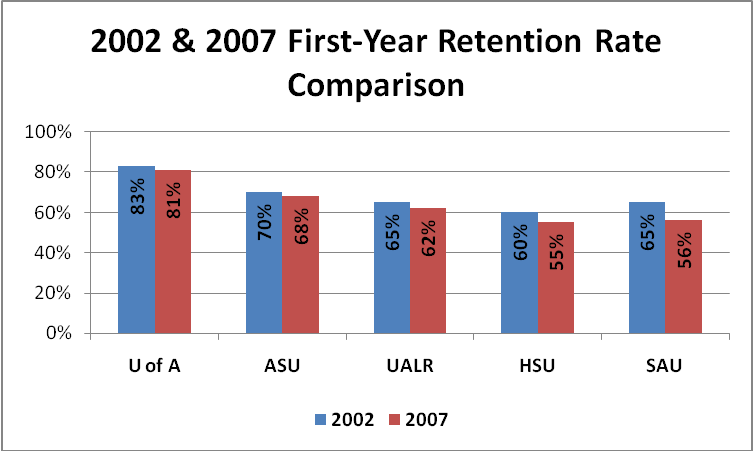 2002 & 2007 First-Year Retention Rate
Comparison
100%
80%
60%
40%
20%
0%
83%
81%
70%
68%
65%
62%
60%
55%
65%
56%
U of A
ASU
UALR
HSU
SAU
2002
2007